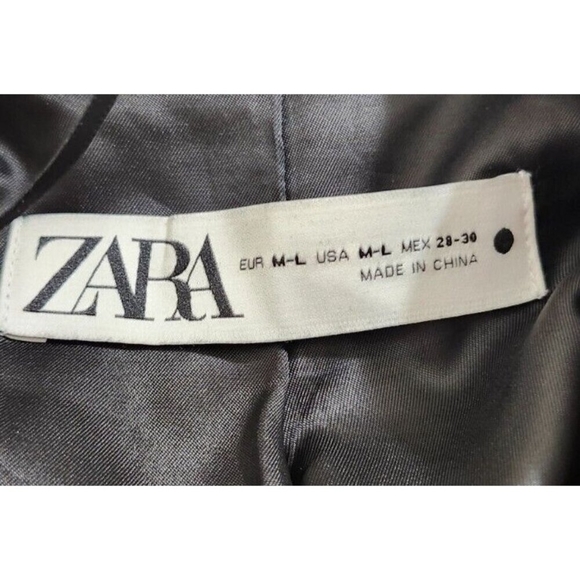 ZARA
EUR M-L USA M-L MEX 28-30
MADE IN CHINA